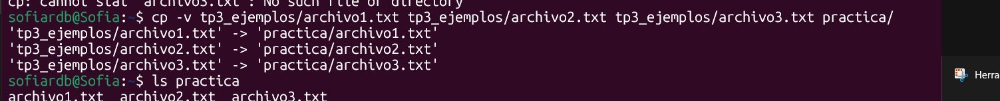 cp: cannot stat 'archivo3.txt': No such file or directory
sofiardb@Sofia:~$ cp -v tp3_ejemplos/archivo1.txt tp3_ejemplos/archivo2.txt tp3_ejemplos/archivo3.txt practica/
'tp3_ejemplos/archivo1.txt' -> 'practica/archivo1.txt'
'tp3_ejemplos/archivo2.txt' -> 'practica/archivo2.txt'
'tp3_ejemplos/archivo3.txt' -> 'practica/archivo3.txt'
sofiardb@Sofia:~$ ls practica
archivo1.txt  archivo2.txt  archivo3.txt
Herra